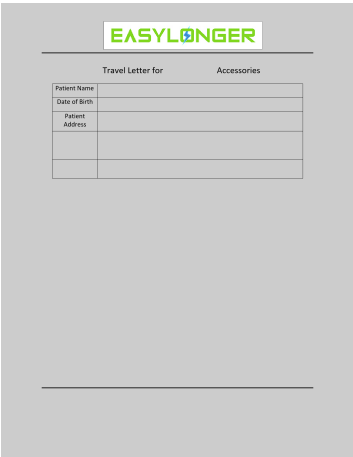 EASYLONGER
Travel Letter for Accessories
Patient Name
Date of Birth
Patient
Address